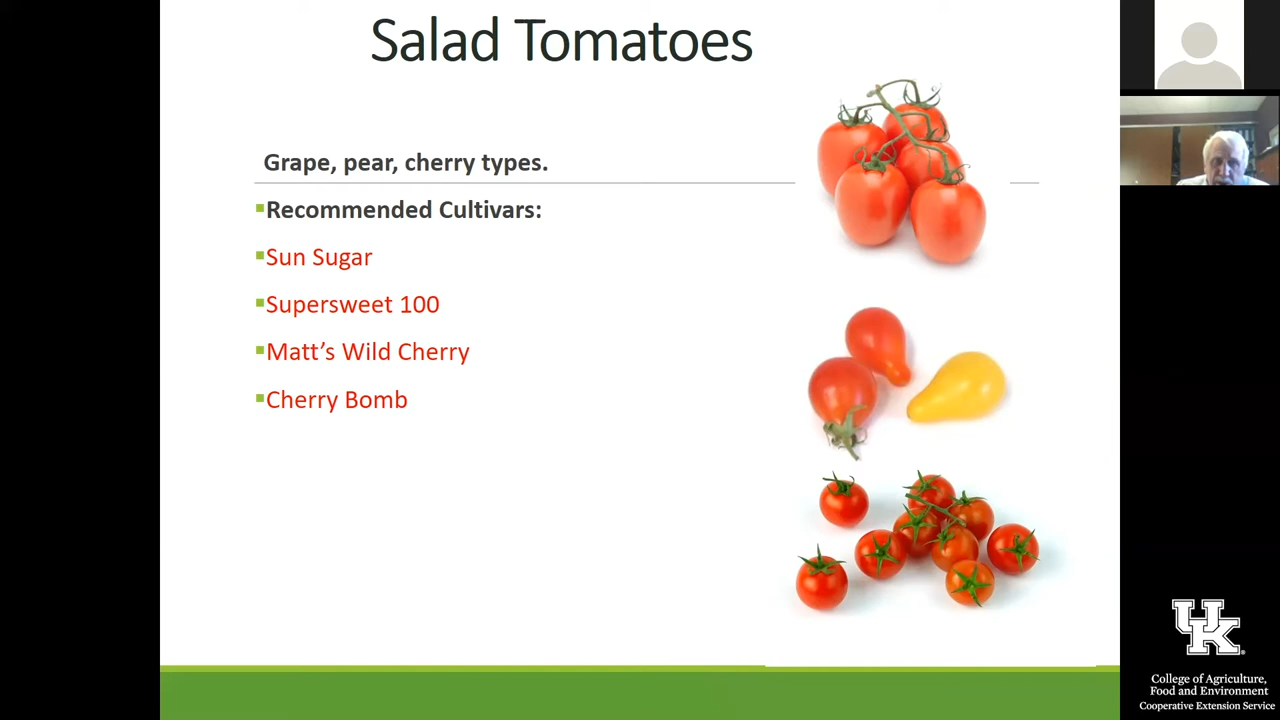 Salad Tomatoes
Grape, pear, cherry types.
Recommended Cultivars:
Sun Sugar
Supersweet 100
Matt’s Wild Cherry
Cherry Bomb
UK
College of Agriculture,
Food and Environment
Cooperative Extension Service